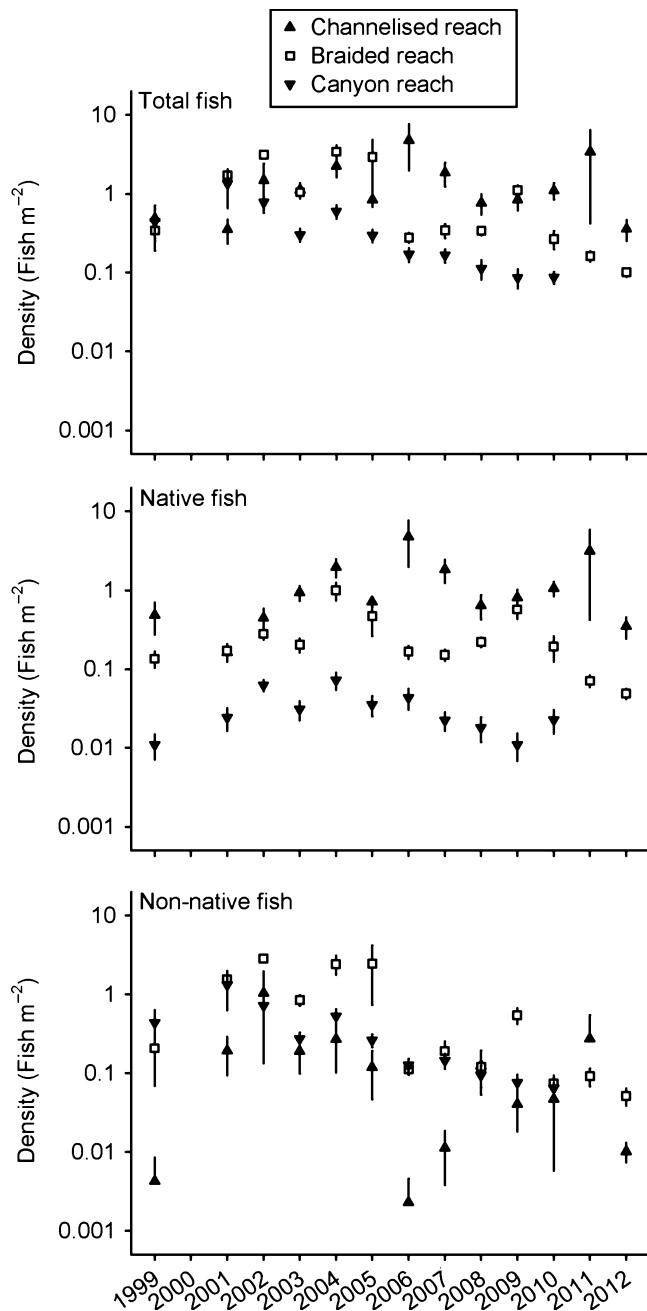 Channelised reach
Braided reach
Canyon reach
Total fish
10
1
0.1
0.01
0.001
Density (Fish m⁻²)
Native fish
10
1
0.1
0.01
0.001
Density (Fish m⁻²)
Non-native fish
10
1
0.1
0.01
0.001
Density (Fish m⁻²)
1999 2000 2001 2002 2003 2004 2005 2006 2007 2008 2009 2010 2011 2012